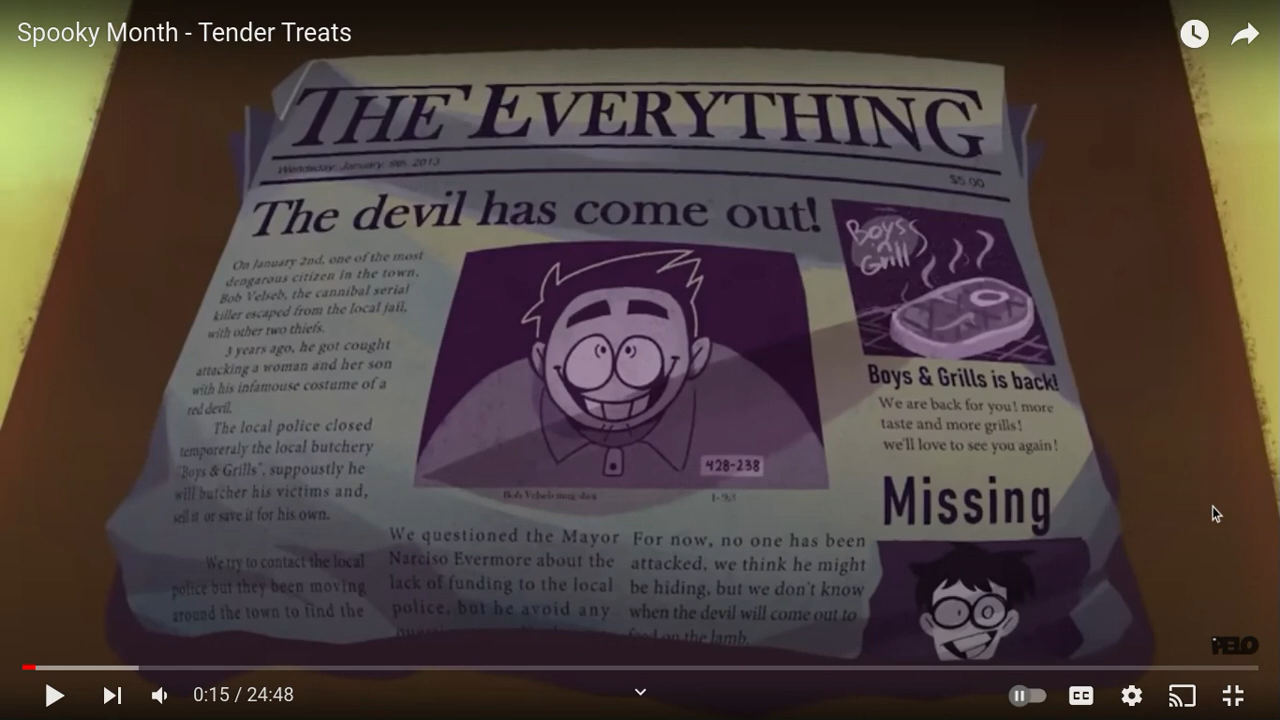 Spooky Month - Tender Treats
THE EVERYTHING
Wendsday, January, 9th, 2013
$5.00
The devil has come out!
On January 2nd, one of the most
dengarous citizen in the town,
Bob Velseb, the cannibal serial
killer escaped from the local jail,
with other two thiefs.
3 years ago, he got cought
attacking a woman and her son
with his infamouse costume of a
red devil.
The local police closed
temporeraly the local butchery
"Boys & Grills", suppoustly he
will butcher his victims and,
sell it or save it for his own.
We try to contact the local
police but they been moving
around the town to find the
428-238
Bob Velseb mug shot
We questioned the Mayor
Narciso Evermore about the
lack of funding to the local
police, but he avoid any
For now, no one has been
attacked, we think he might
be hiding, but we don't know
when the devil will come out to
feed on the lamb.
Boys
n
Grill
Boys & Grills is back!
We are back for you! more
taste and more grills!
we'll love to see you again!
Missing
PELO
0:15 / 24:48
CC